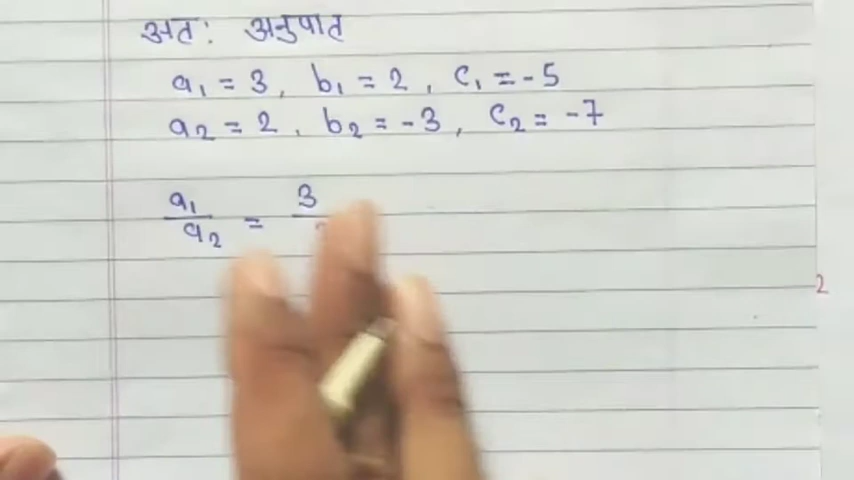 अतः अनुपात
a₁ = 3, b₁ = 2, c₁ = -5
a₂ = 2, b₂ = -3, c₂ = -7
a₁/a₂ = 3/
2